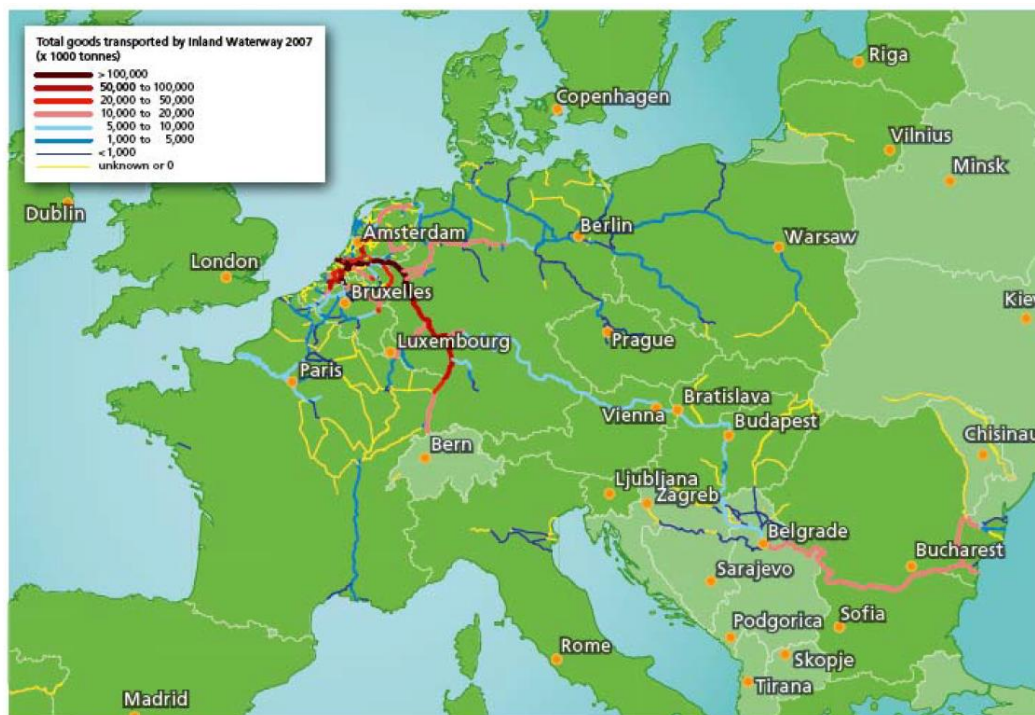 Total goods transported by Inland Waterway 2007
(x 1000 tonnes)
> 100,000
50,000 to 100,000
20,000 to 50,000
10,000 to 20,000
5,000 to 10,000
1,000 to 5,000
< 1,000
unknown or 0
Riga
Copenhagen
Vilnius
Minsk
Dublin
Amsterdam
Berlin
Warsaw
London
Bruxelles
Kiev
Luxembourg
Prague
Paris
Bratislava
Vienna
Budapest
Bern
Chisinau
Ljubljana
Zagreb
Belgrade
Bucharest
Sarajevo
Podgorica
Sofia
Rome
Skopje
Tirana
Madrid